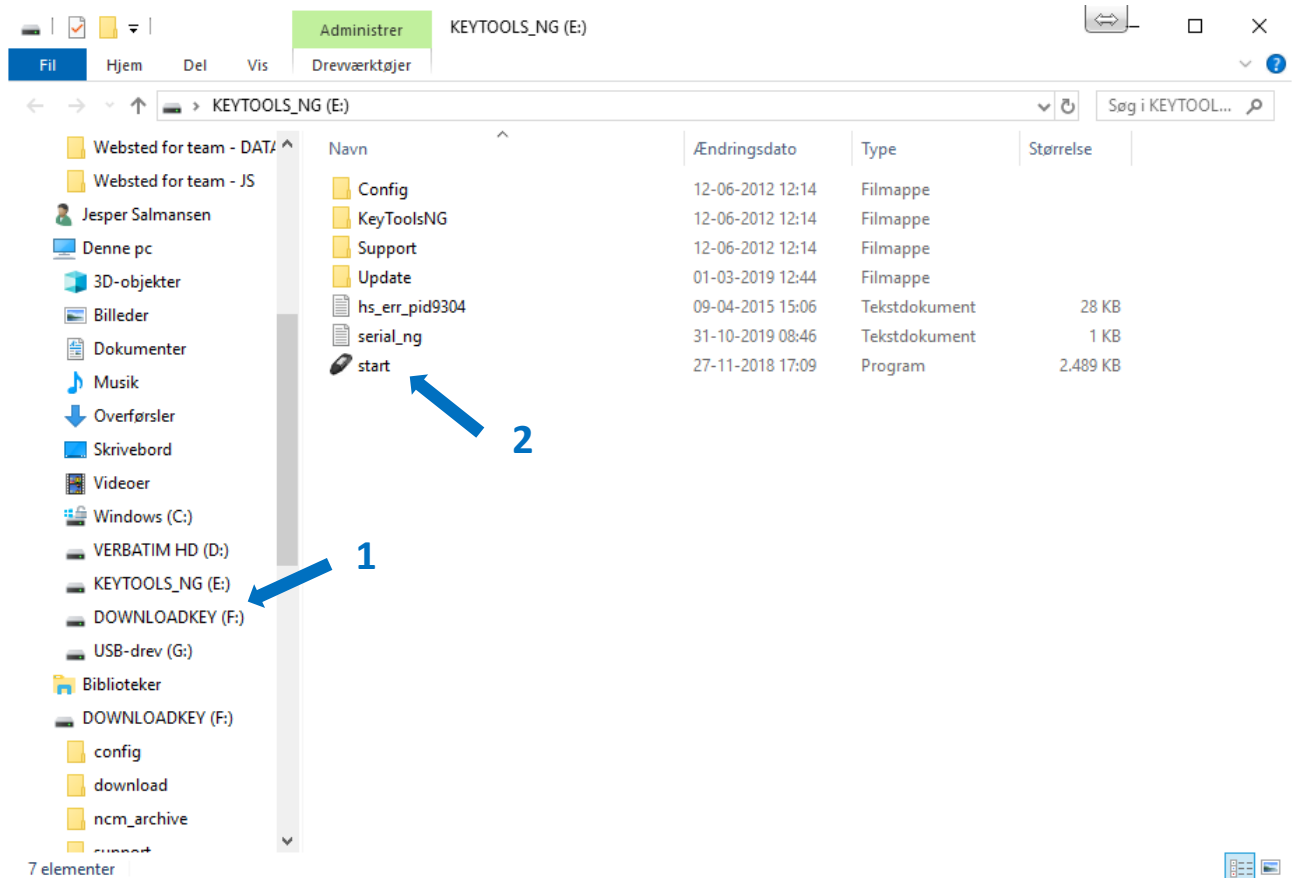 Administrer KEYTOOLS_NG (E:)
Fil Hjem Del Vis Drevværktøjer
KEYTOOLS_NG (E:) Søg i KEYTOOL...
Websted for team - DATA
Websted for team - JS
Jesper Salmansen
Denne pc
3D-objekter
Billeder
Dokumenter
Musik
Overførsler
Skrivebord
Videoer
Windows (C:)
VERBATIM HD (D:)
KEYTOOLS_NG (E:)
DOWNLOADKEY (F:)
USB-drev (G:)
Biblioteker
DOWNLOADKEY (F:)
config
download
ncm_archive
support
Navn Ændringsdato Type Størrelse
Config 12-06-2012 12:14 Filmappe
KeyToolsNG 12-06-2012 12:14 Filmappe
Support 12-06-2012 12:14 Filmappe
Update 01-03-2019 12:44 Filmappe
hs_err_pid9304 09-04-2015 15:06 Tekstdokument 28 KB
serial_ng 31-10-2019 08:46 Tekstdokument 1 KB
start 27-11-2018 17:09 Program 2.489 KB
2
1
7 elementer